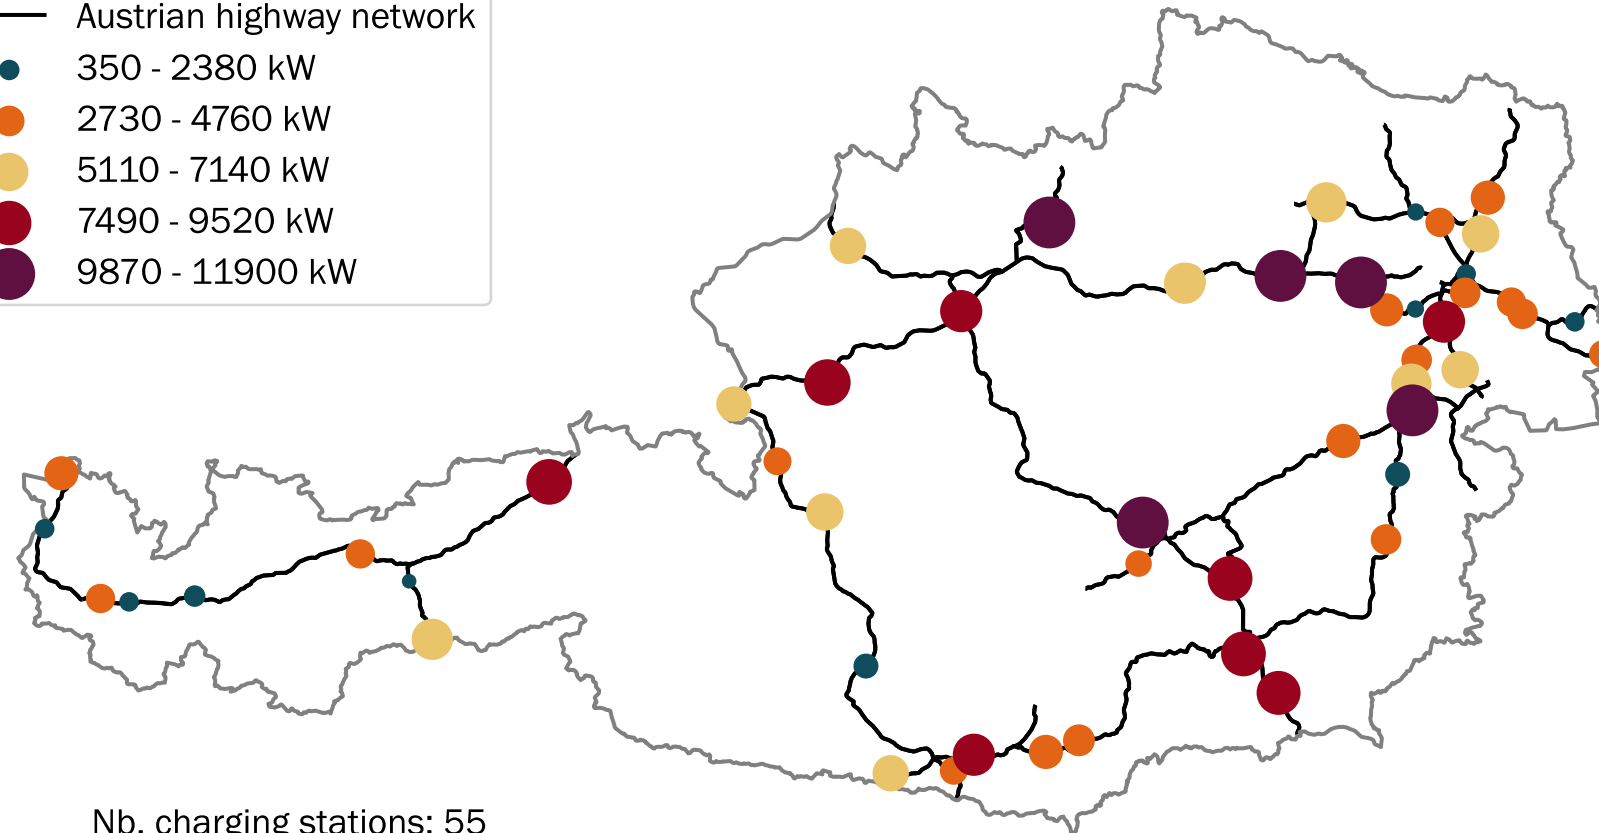 Austrian highway network
350 - 2380 kW
2730 - 4760 kW
5110 - 7140 kW
7490 - 9520 kW
9870 - 11900 kW
Nb. charging stations: 55